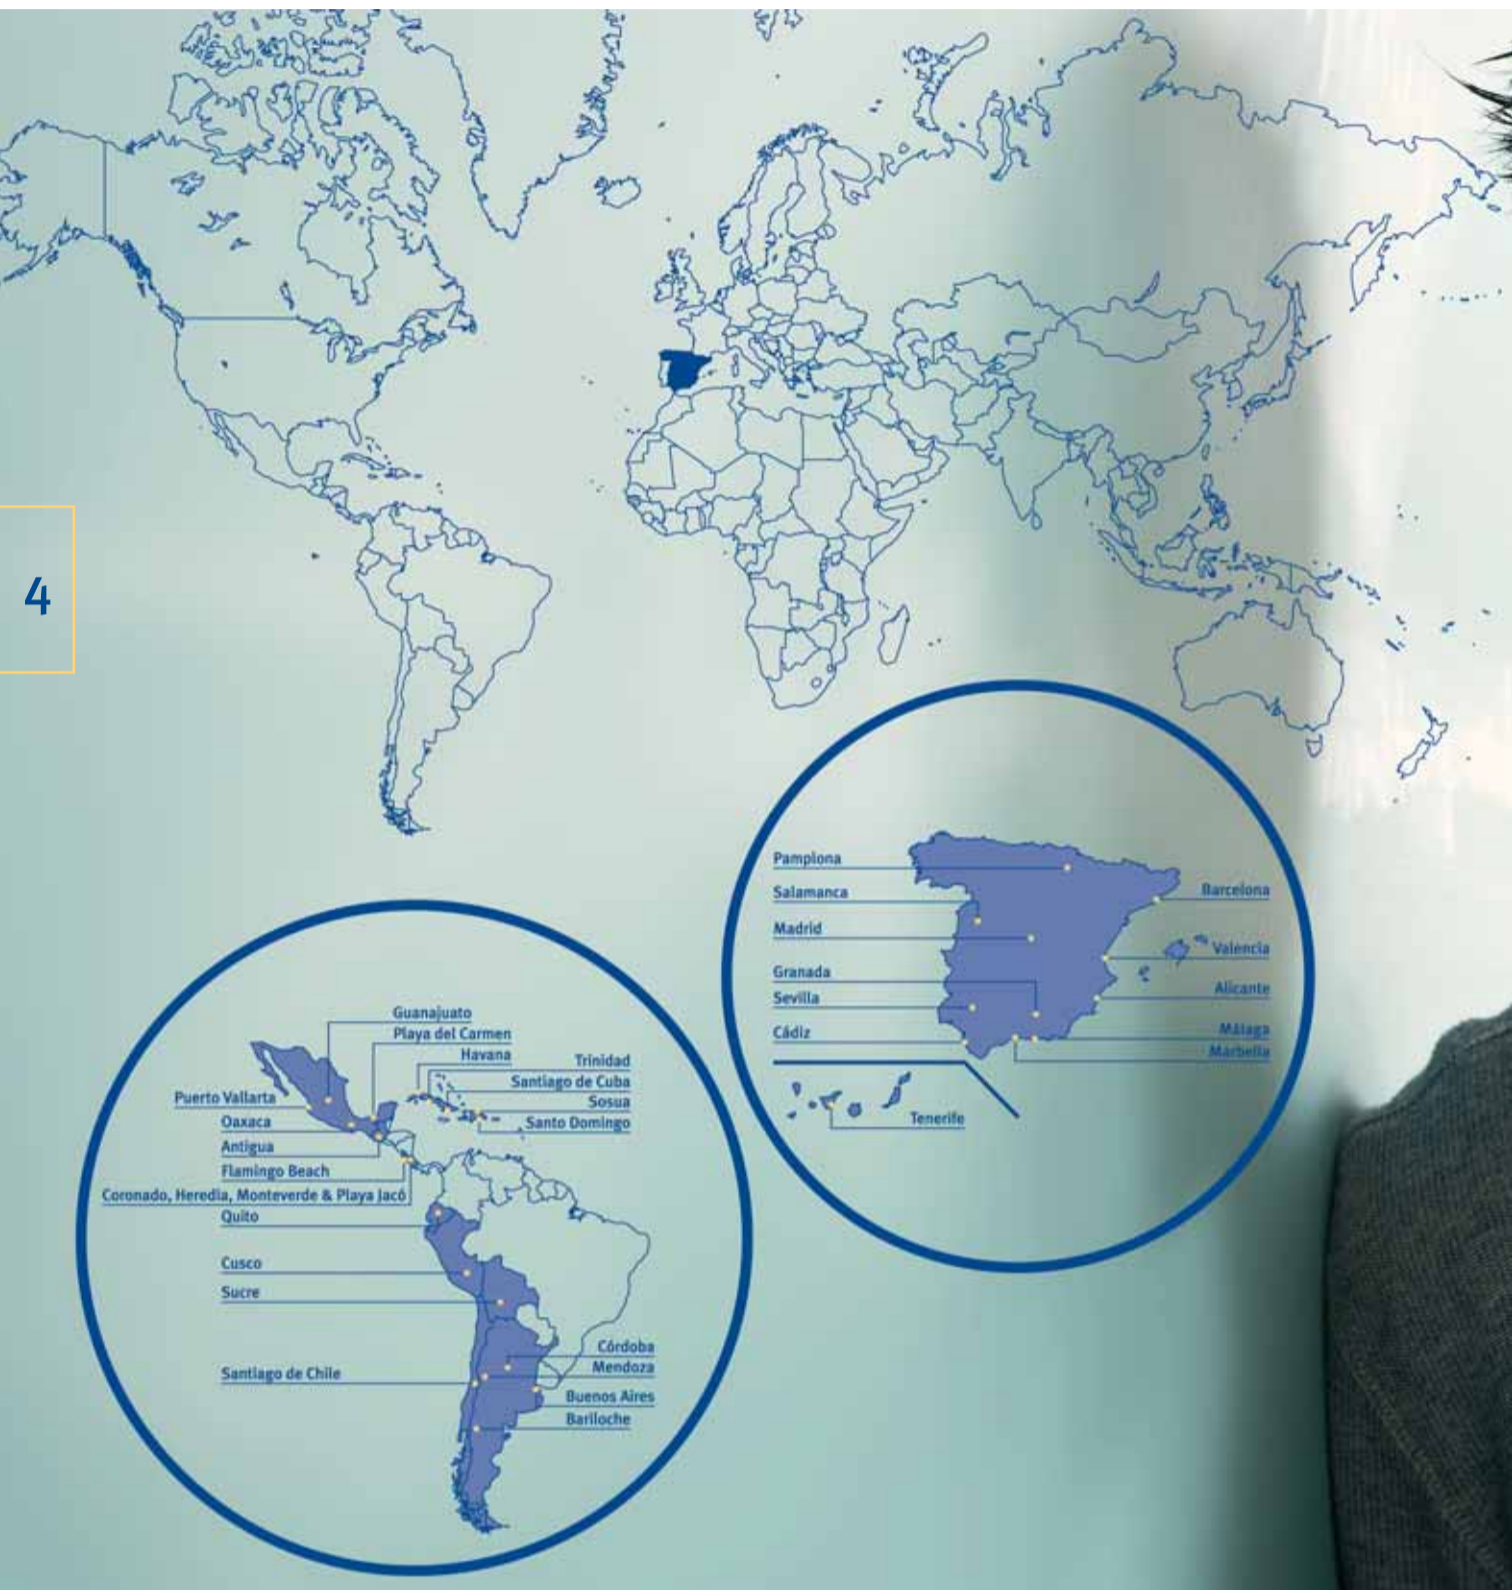 4
Pamplona
Salamanca
Madrid
Granada
Sevilla
Cádiz
Barcelona
Valencia
Alicante
Málaga
Marbella
Tenerife
Guanajuato
Playa del Carmen
Havana
Trinidad
Santiago de Cuba
Sosua
Santo Domingo
Puerto Vallarta
Oaxaca
Antigua
Flamingo Beach
Coronado, Heredia, Monteverde & Playa Jacó
Quito
Cusco
Sucre
Santiago de Chile
Córdoba
Mendoza
Buenos Aires
Bariloche